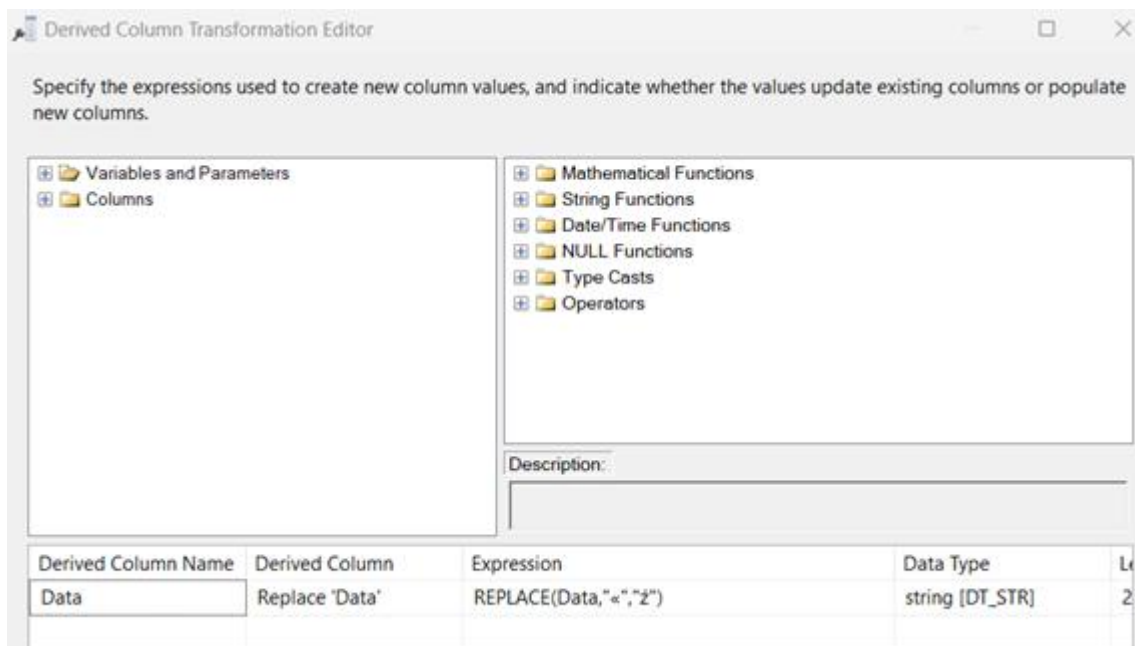 Derived Column Transformation Editor
Specify the expressions used to create new column values, and indicate whether the values update existing columns or populate
new columns.
Variables and Parameters
Columns
Mathematical Functions
String Functions
Date/Time Functions
NULL Functions
Type Casts
Operators
Description:
Derived Column Name Derived Column Expression Data Type
Data Replace 'Data' REPLACE(Data,"«","ž") string [DT_STR] 2